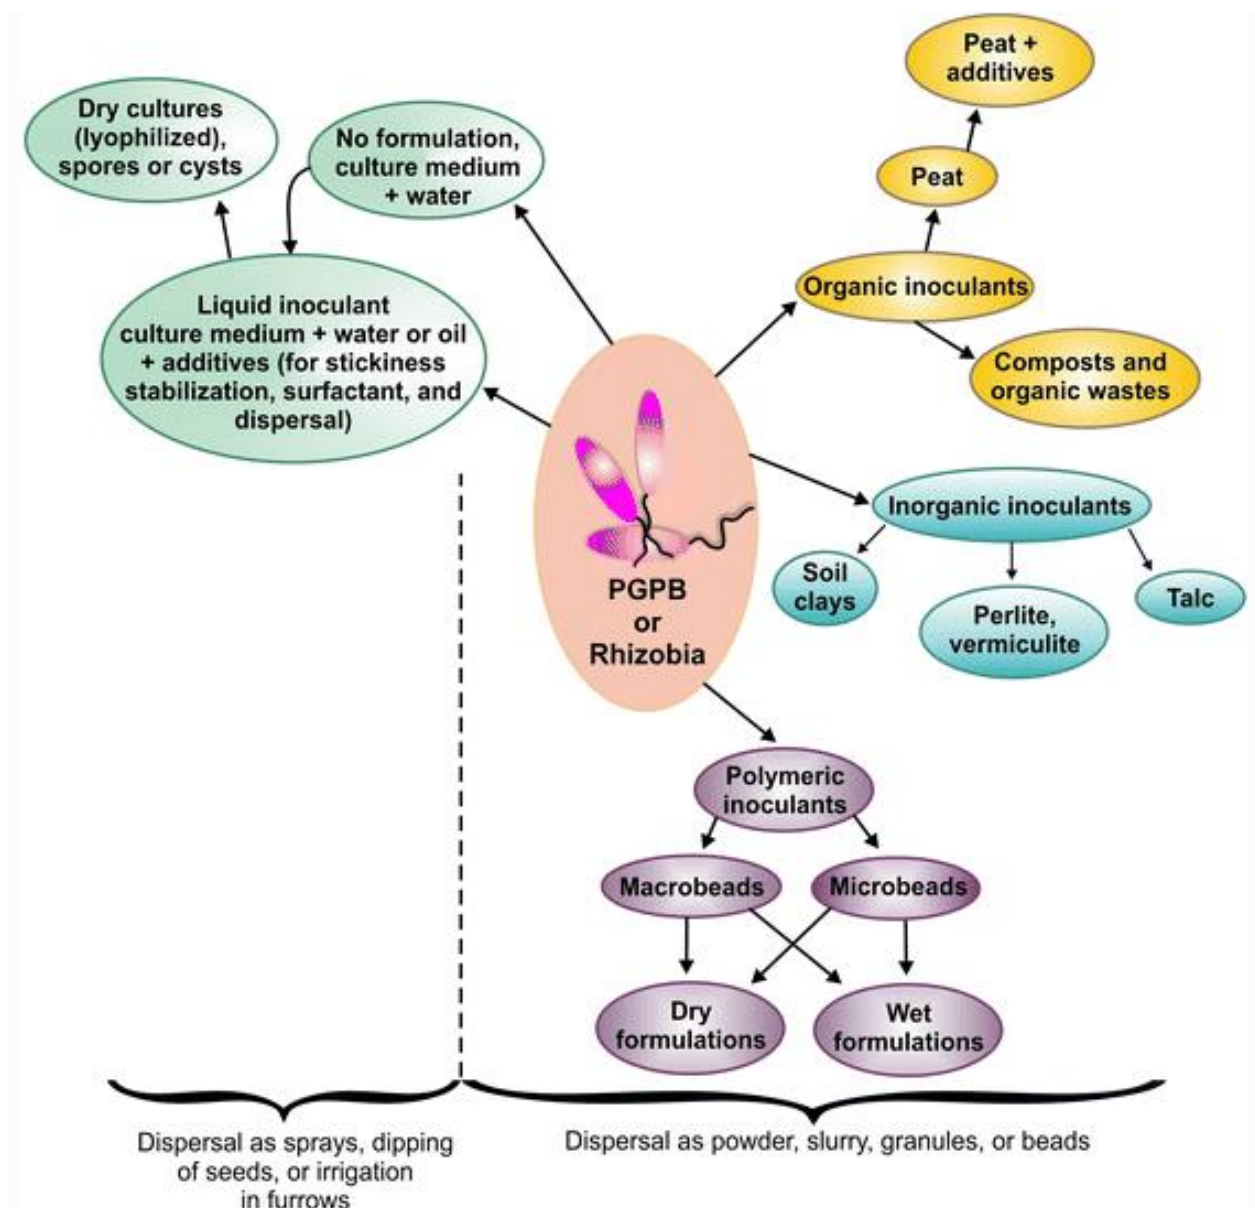 Dry cultures
(lyophilized),
spores or cysts
No formulation,
culture medium
+ water
Liquid inoculant
culture medium + water or oil
+ additives (for stickiness
stabilization, surfactant, and
dispersal)
Peat +
additives
Peat
Organic inoculants
Composts and
organic wastes
PGPB
or
Rhizobia
Inorganic inoculants
Soil
clays
Perlite,
vermiculite
Talc
Polymeric
inoculants
Macrobeads
Microbeads
Dry
formulations
Wet
formulations
Dispersal as sprays, dipping
of seeds, or irrigation
in furrows
Dispersal as powder, slurry, granules, or beads